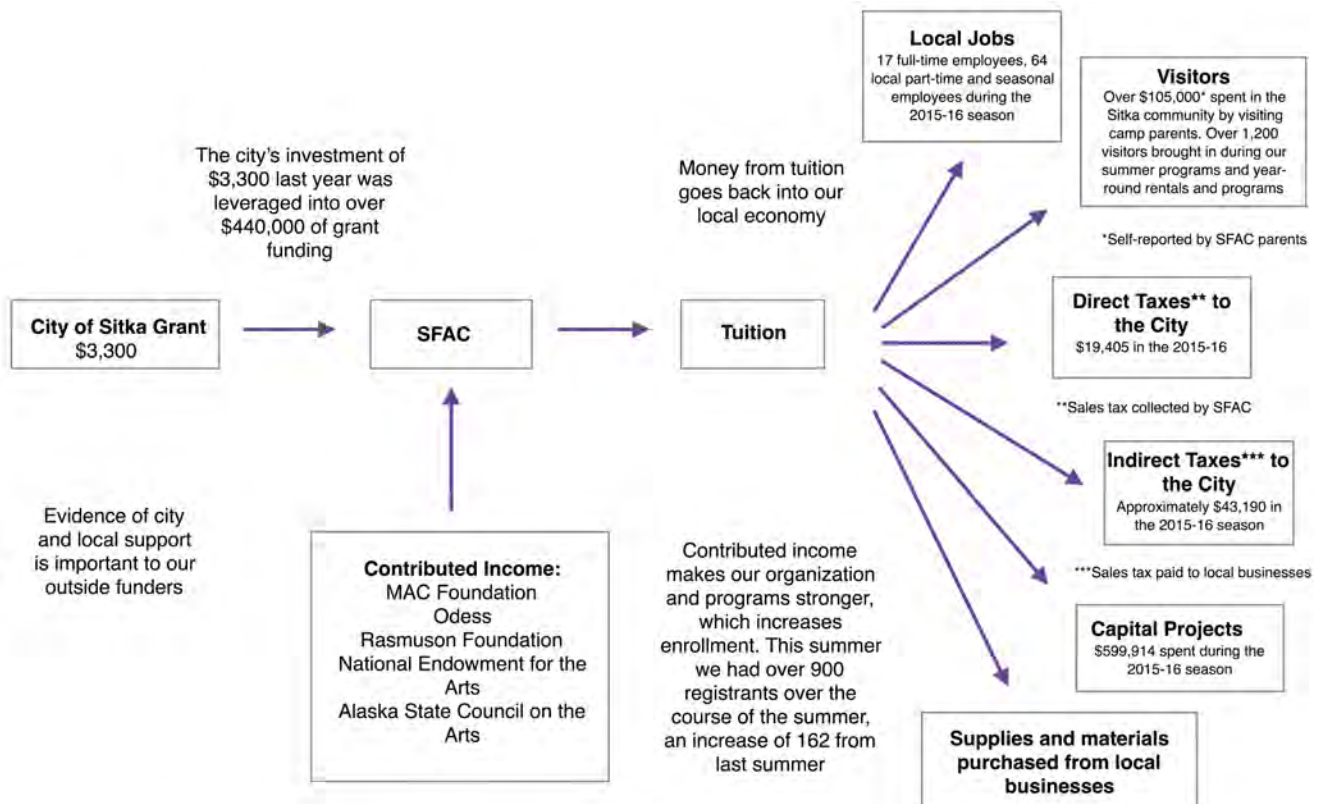 Local Jobs
17 full-time employees, 64
local part-time and seasonal
employees during the
2015-16 season
Visitors
Over $105,000* spent in the
Sitka community by visiting
camp parents. Over 1,200
visitors brought in during our
summer programs and year-
round rentals and programs
*Self-reported by SFAC parents
The city's investment of
$3,300 last year was
leveraged into over
$440,000 of grant
funding
Money from tuition
goes back into our
local economy
City of Sitka Grant
$3,300
SFAC
Tuition
Direct Taxes** to
the City
$19,405 in the 2015-16
**Sales tax collected by SFAC
Indirect Taxes*** to
the City
Approximately $43,190 in
the 2015-16 season
***Sales tax paid to local businesses
Evidence of city
and local support
is important to our
outside funders
Contributed Income:
MAC Foundation
Odess
Rasmuson Foundation
National Endowment for the
Arts
Alaska State Council on the
Arts
Contributed income
makes our organization
and programs stronger,
which increases
enrollment. This summer
we had over 900
registrants over the
course of the summer,
an increase of 162 from
last summer
Capital Projects
$599,914 spent during the
2015-16 season
Supplies and materials
purchased from local
businesses